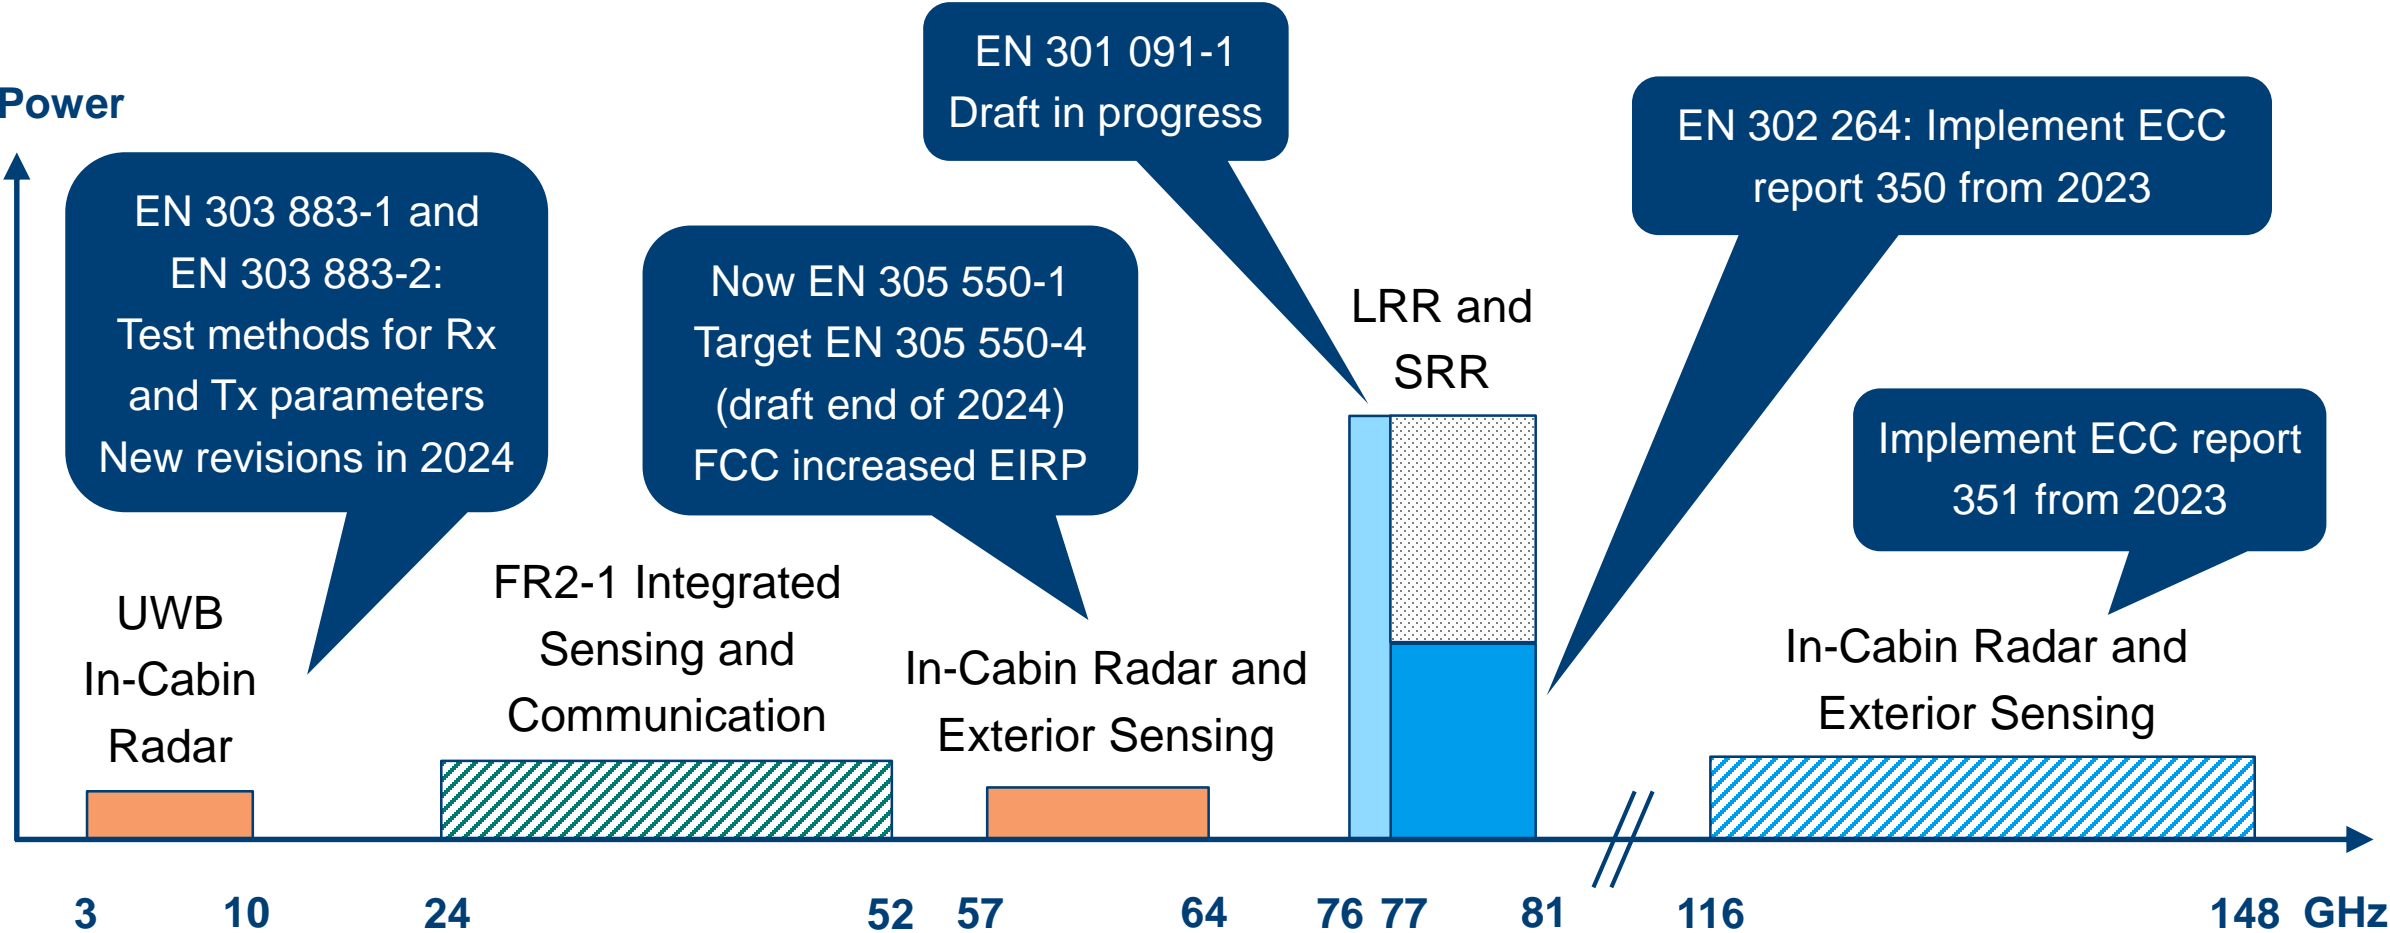 Power
EN 303 883-1 and
EN 303 883-2:
Test methods for Rx
and Tx parameters
New revisions in 2024
Now EN 305 550-1
Target EN 305 550-4
(draft end of 2024)
FCC increased EIRP
EN 301 091-1
Draft in progress
EN 302 264: Implement ECC
report 350 from 2023
Implement ECC report
351 from 2023
UWB
In-Cabin
Radar
FR2-1 Integrated
Sensing and
Communication
In-Cabin Radar and
Exterior Sensing
LRR and
SRR
In-Cabin Radar and
Exterior Sensing
3 10 24 52 57 64 76 77 81 116 148 GHz